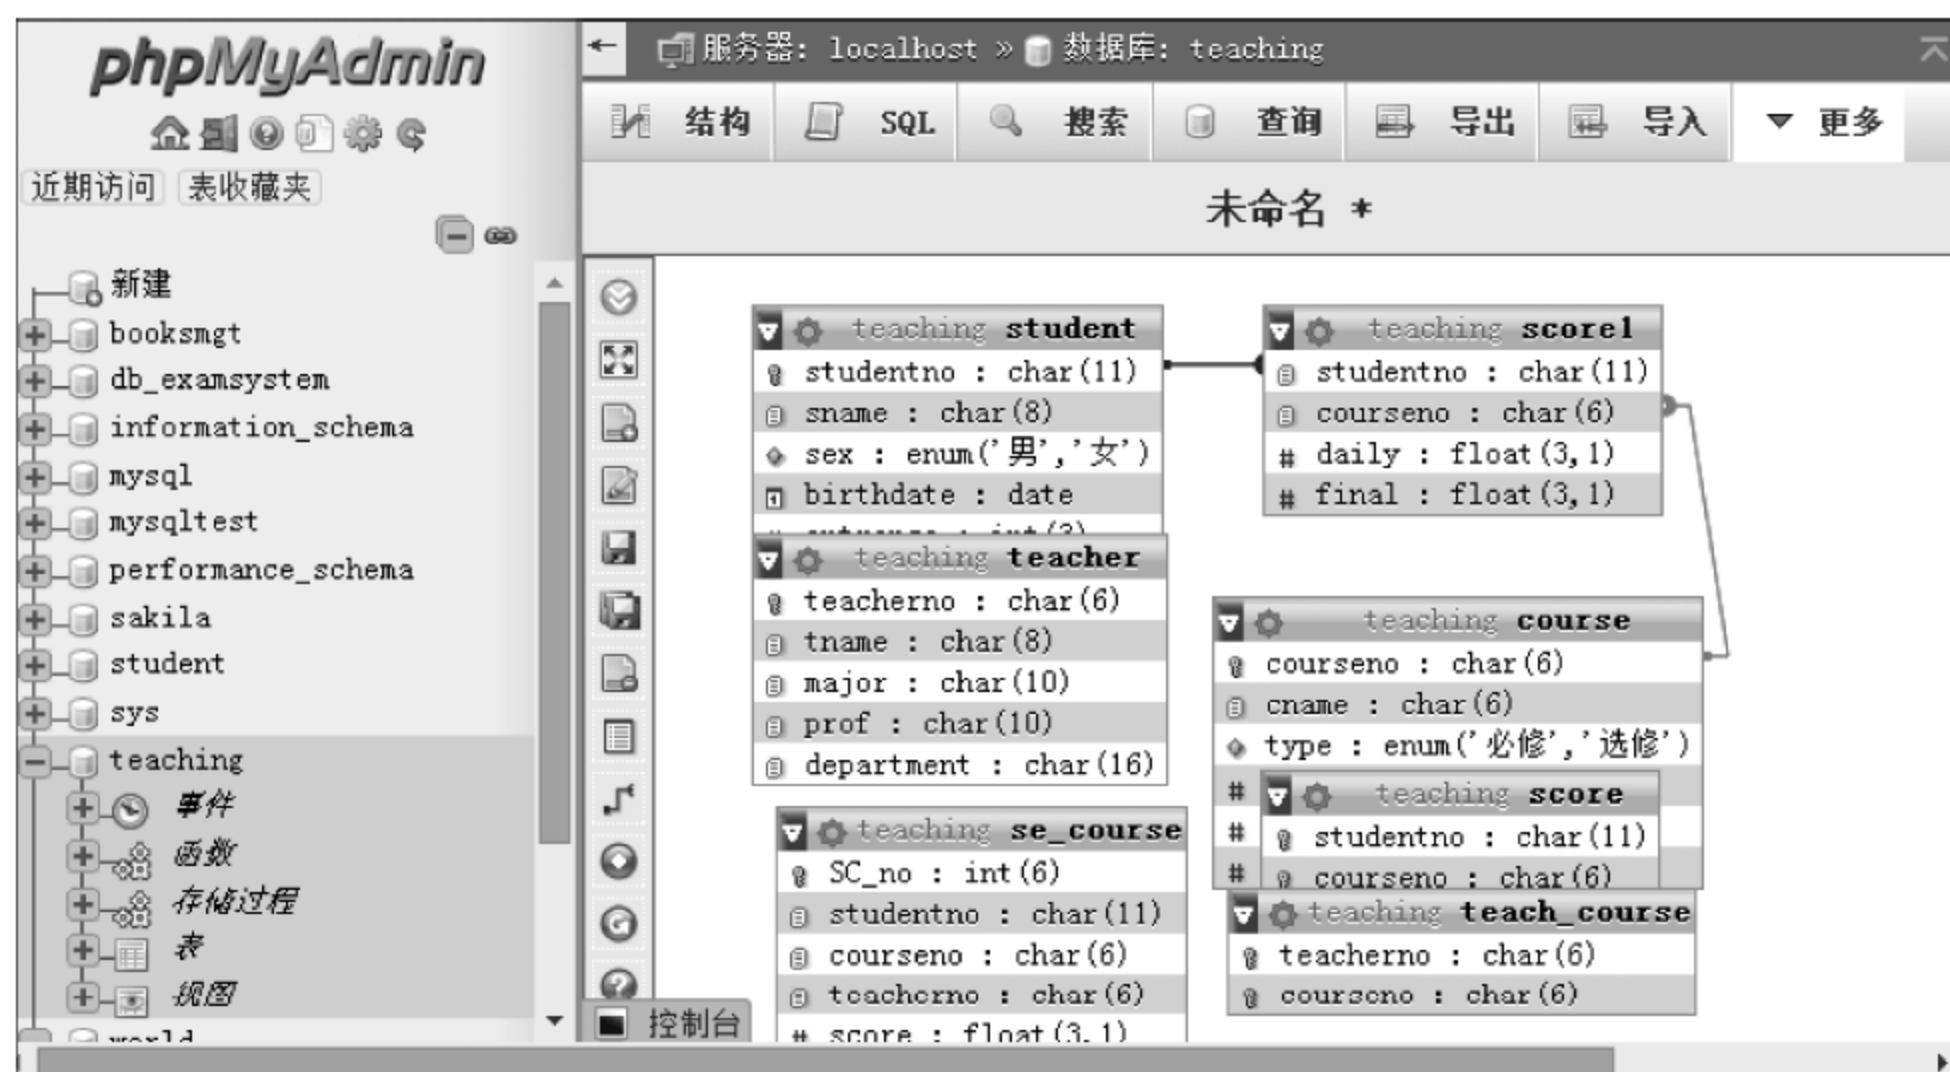 phpMyAdmin
近期访问 表收藏夹
新建
booksmgt
db_examsystem
information_schema
mysql
mysqltest
performance_schema
sakila
student
sys
teaching
事件
函数
存储过程
表
视图
world
服务器: localhost » 数据库: teaching
结构 SQL 搜索 查询 导出 导入 更多
未命名 *
teaching student
studentno : char(11)
sname : char(8)
sex : enum('男','女')
birthdate : date
entrance : int(3)
teaching score1
studentno : char(11)
courseno : char(6)
daily : float(3,1)
final : float(3,1)
teaching teacher
teacherno : char(6)
tname : char(8)
major : char(10)
prof : char(10)
department : char(16)
teaching course
courseno : char(6)
cname : char(6)
type : enum('必修','选修')
#
#
#
teaching score
studentno : char(11)
courseno : char(6)
teaching se_course
SC_no : int(6)
studentno : char(11)
courseno : char(6)
teacherno : char(6)
score : float(3,1)
teaching teach_course
teacherno : char(6)
courseno : char(6)
控制台